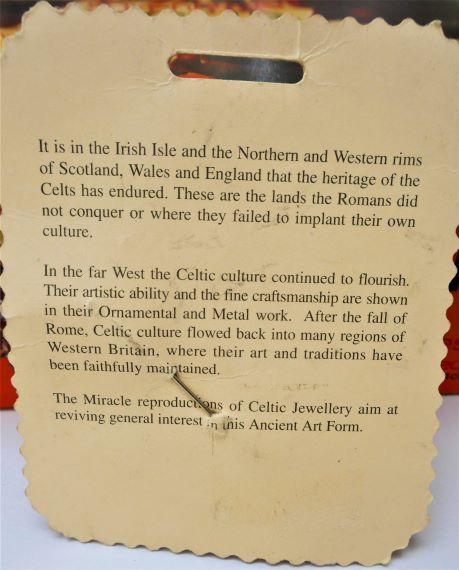 It is in the Irish Isle and the Northern and Western rims
of Scotland, Wales and England that the heritage of the
Celts has endured. These are the lands the Romans did
not conquer or where they failed to implant their own
culture.
In the far West the Celtic culture continued to flourish.
Their artistic ability and the fine craftsmanship are shown
in their Ornamental and Metal work. After the fall of
Rome, Celtic culture flowed back into many regions of
Western Britain, where their art and traditions have
been faithfully maintained.
The Miracle reproductions of Celtic Jewellery aim at
reviving general interest in this Ancient Art Form.